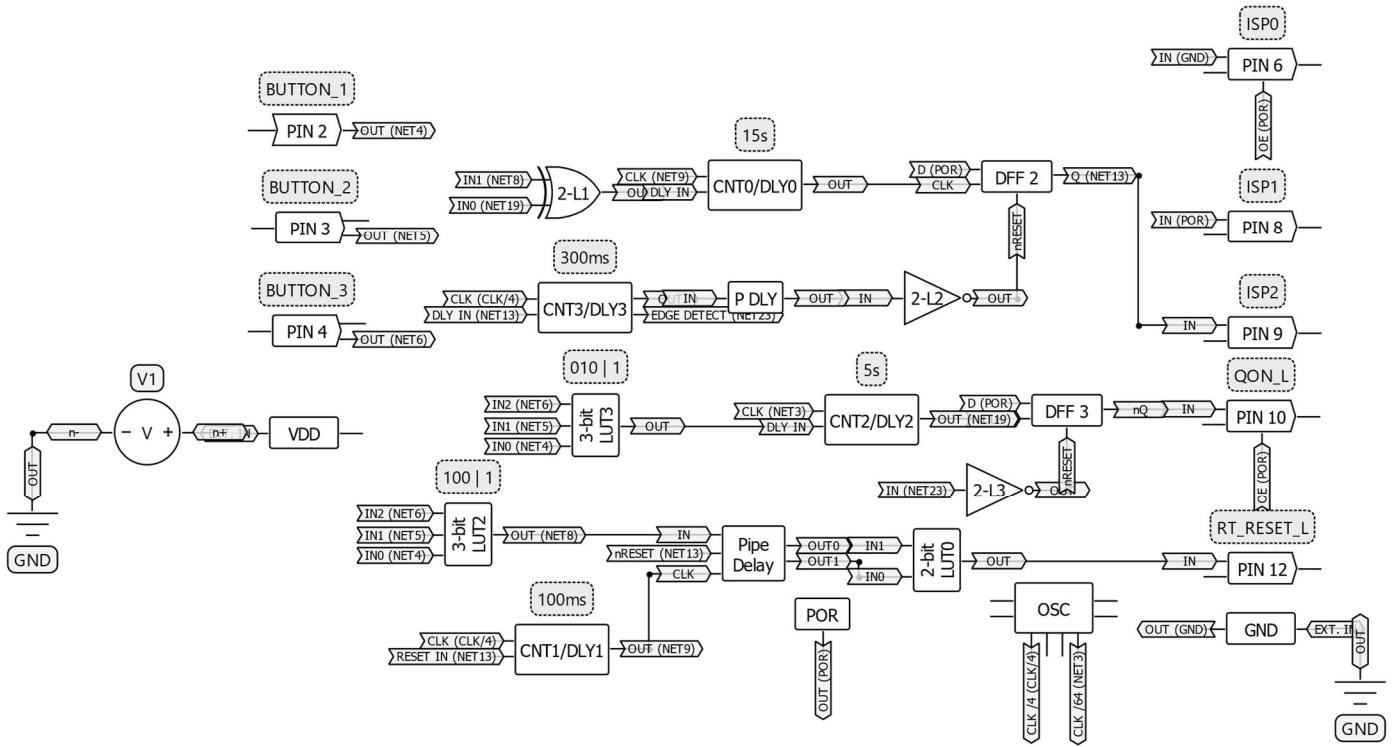 ISP0
IN (GND)
PIN 6
OE (POR)
BUTTON_1
PIN 2
OUT (NET4)
15s
IN1 (NET8)
IN0 (NET19)
2-L1
CLK (NET9)
DLY IN
CNT0/DLY0
OUT
D (POR)
CLK
DFF 2
Q (NET13)
nRESET
BUTTON_2
PIN 3
OUT (NET5)
ISP1
IN (POR)
PIN 8
300ms
CLK (CLK/4)
DLY IN (NET13)
CNT3/DLY3
IN
EDGE DETECT (NET23)
P DLY
OUT
IN
2-L2
OUT
BUTTON_3
PIN 4
OUT (NET6)
ISP2
IN
PIN 9
V1
n-
- V +
n+
VDD
OUT
GND
010 | 1
IN2 (NET6)
IN1 (NET5)
IN0 (NET4)
3-bit
LUT3
OUT
5s
CLK (NET3)
DLY IN
CNT2/DLY2
OUT (NET19)
D (POR)
DFF 3
nRESET
nQ
IN
QON_L
PIN 10
OE (POR)
IN (NET23)
2-L3
100 | 1
IN2 (NET6)
IN1 (NET5)
IN0 (NET4)
3-bit
LUT2
OUT (NET8)
IN
nRESET (NET13)
CLK
Pipe
Delay
OUT0
OUT1
IN1
IN0
2-bit
LUT0
OUT
RT_RESET_L
IN
PIN 12
100ms
CLK (CLK/4)
RESET IN (NET13)
CNT1/DLY1
OUT (NET9)
POR
OUT (POR)
OSC
CLK /4 (CLK/4)
CLK /64 (NET3)
OUT (GND)
GND
EXT. IN
OUT
GND